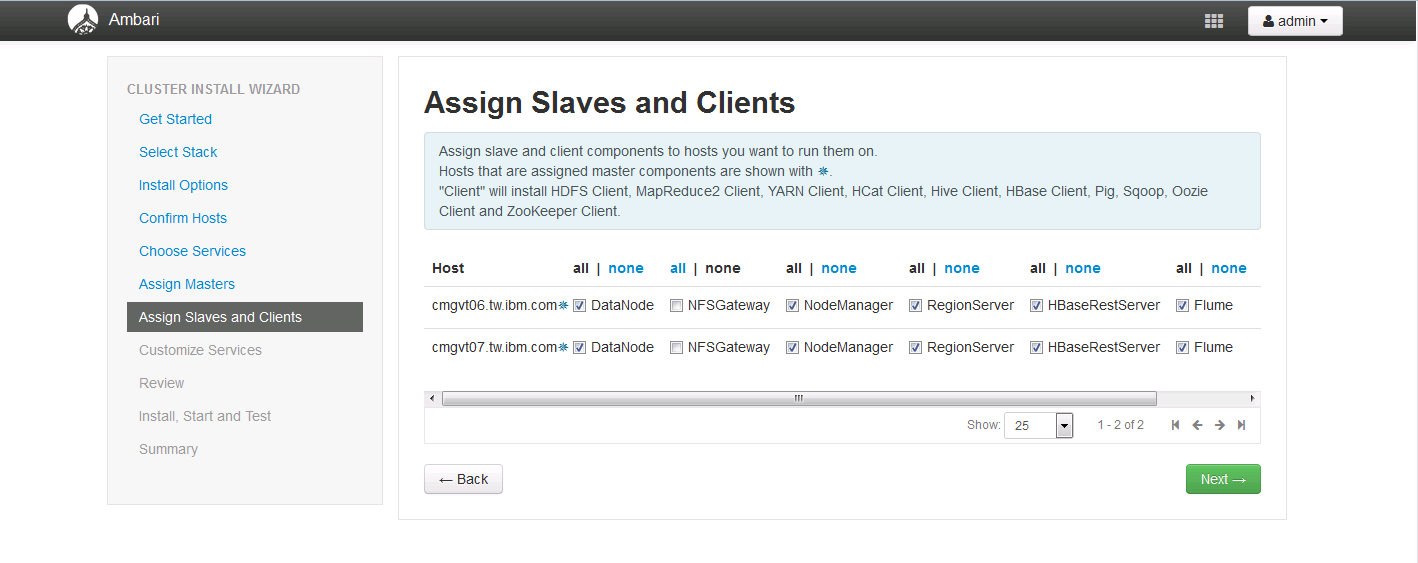 Ambari
admin
CLUSTER INSTALL WIZARD
Get Started
Select Stack
Install Options
Confirm Hosts
Choose Services
Assign Masters
Assign Slaves and Clients
Customize Services
Review
Install, Start and Test
Summary
Assign Slaves and Clients
Assign slave and client components to hosts you want to run them on.
Hosts that are assigned master components are shown with ✵.
"Client" will install HDFS Client, MapReduce2 Client, YARN Client, HCat Client, Hive Client, HBase Client, Pig, Sqoop, Oozie
Client and ZooKeeper Client.
Host all | none all | none all | none all | none all | none all | none
cmgvt06.tw.ibm.com✵ DataNode NFSGateway NodeManager RegionServer HBaseRestServer Flume
cmgvt07.tw.ibm.com✵ DataNode NFSGateway NodeManager RegionServer HBaseRestServer Flume
Show: 25 1 - 2 of 2
← Back
Next →